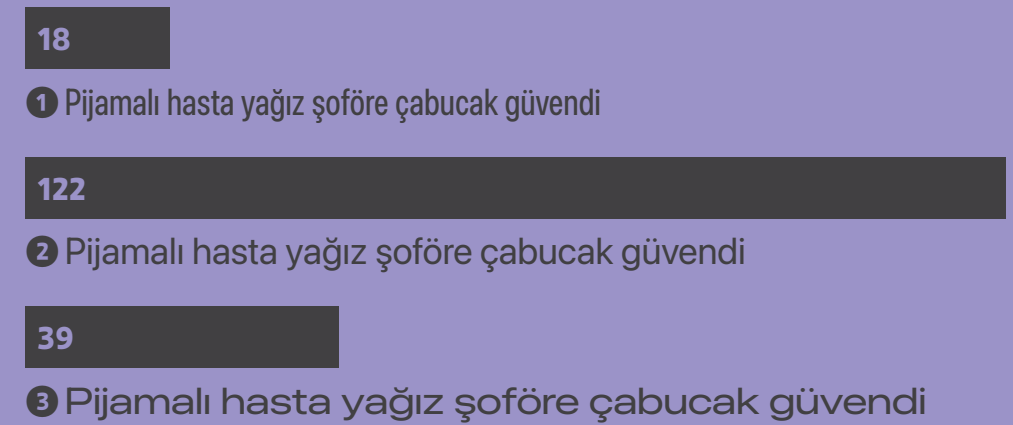 18
❶ Pijamalı hasta yağız şoföre çabucak güvendi
122
❷ Pijamalı hasta yağız şoföre çabucak güvendi
39
❸ Pijamalı hasta yağız şoföre çabucak güvendi